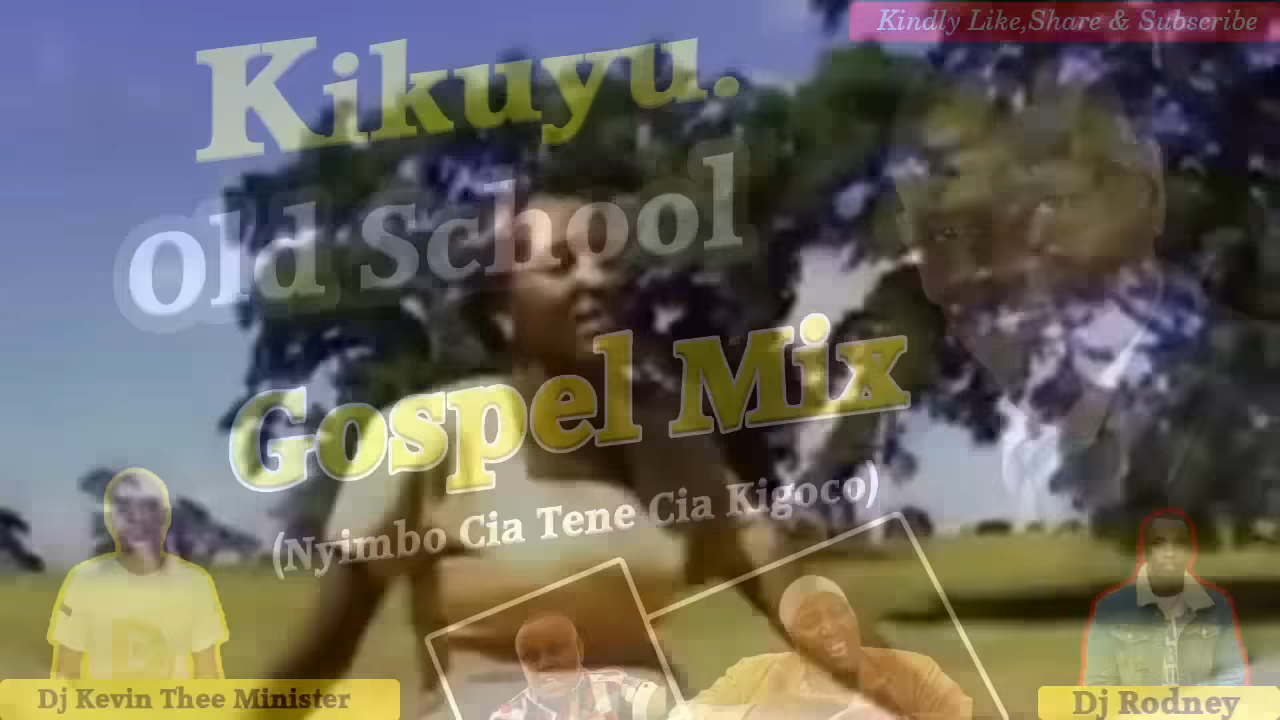 Kindly Like,Share & Subscribe
Kikuyu.
Old School
Gospel Mix
(Nyimbo Cia Tene Cia Kigoco)
Dj Kevin Thee Minister
Dj Rodney